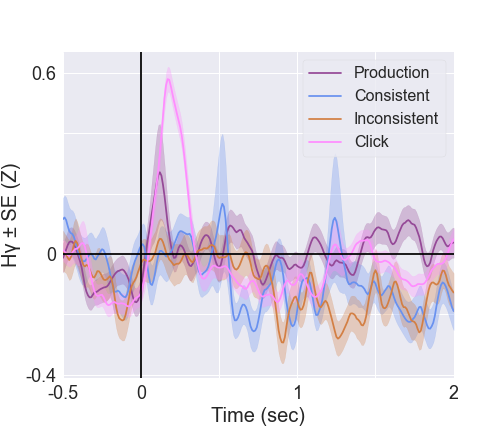 Production
Consistent
Inconsistent
Click
0.6
0
-0.4
Hγ ± SE (Z)
-0.5
0
1
2
Time (sec)